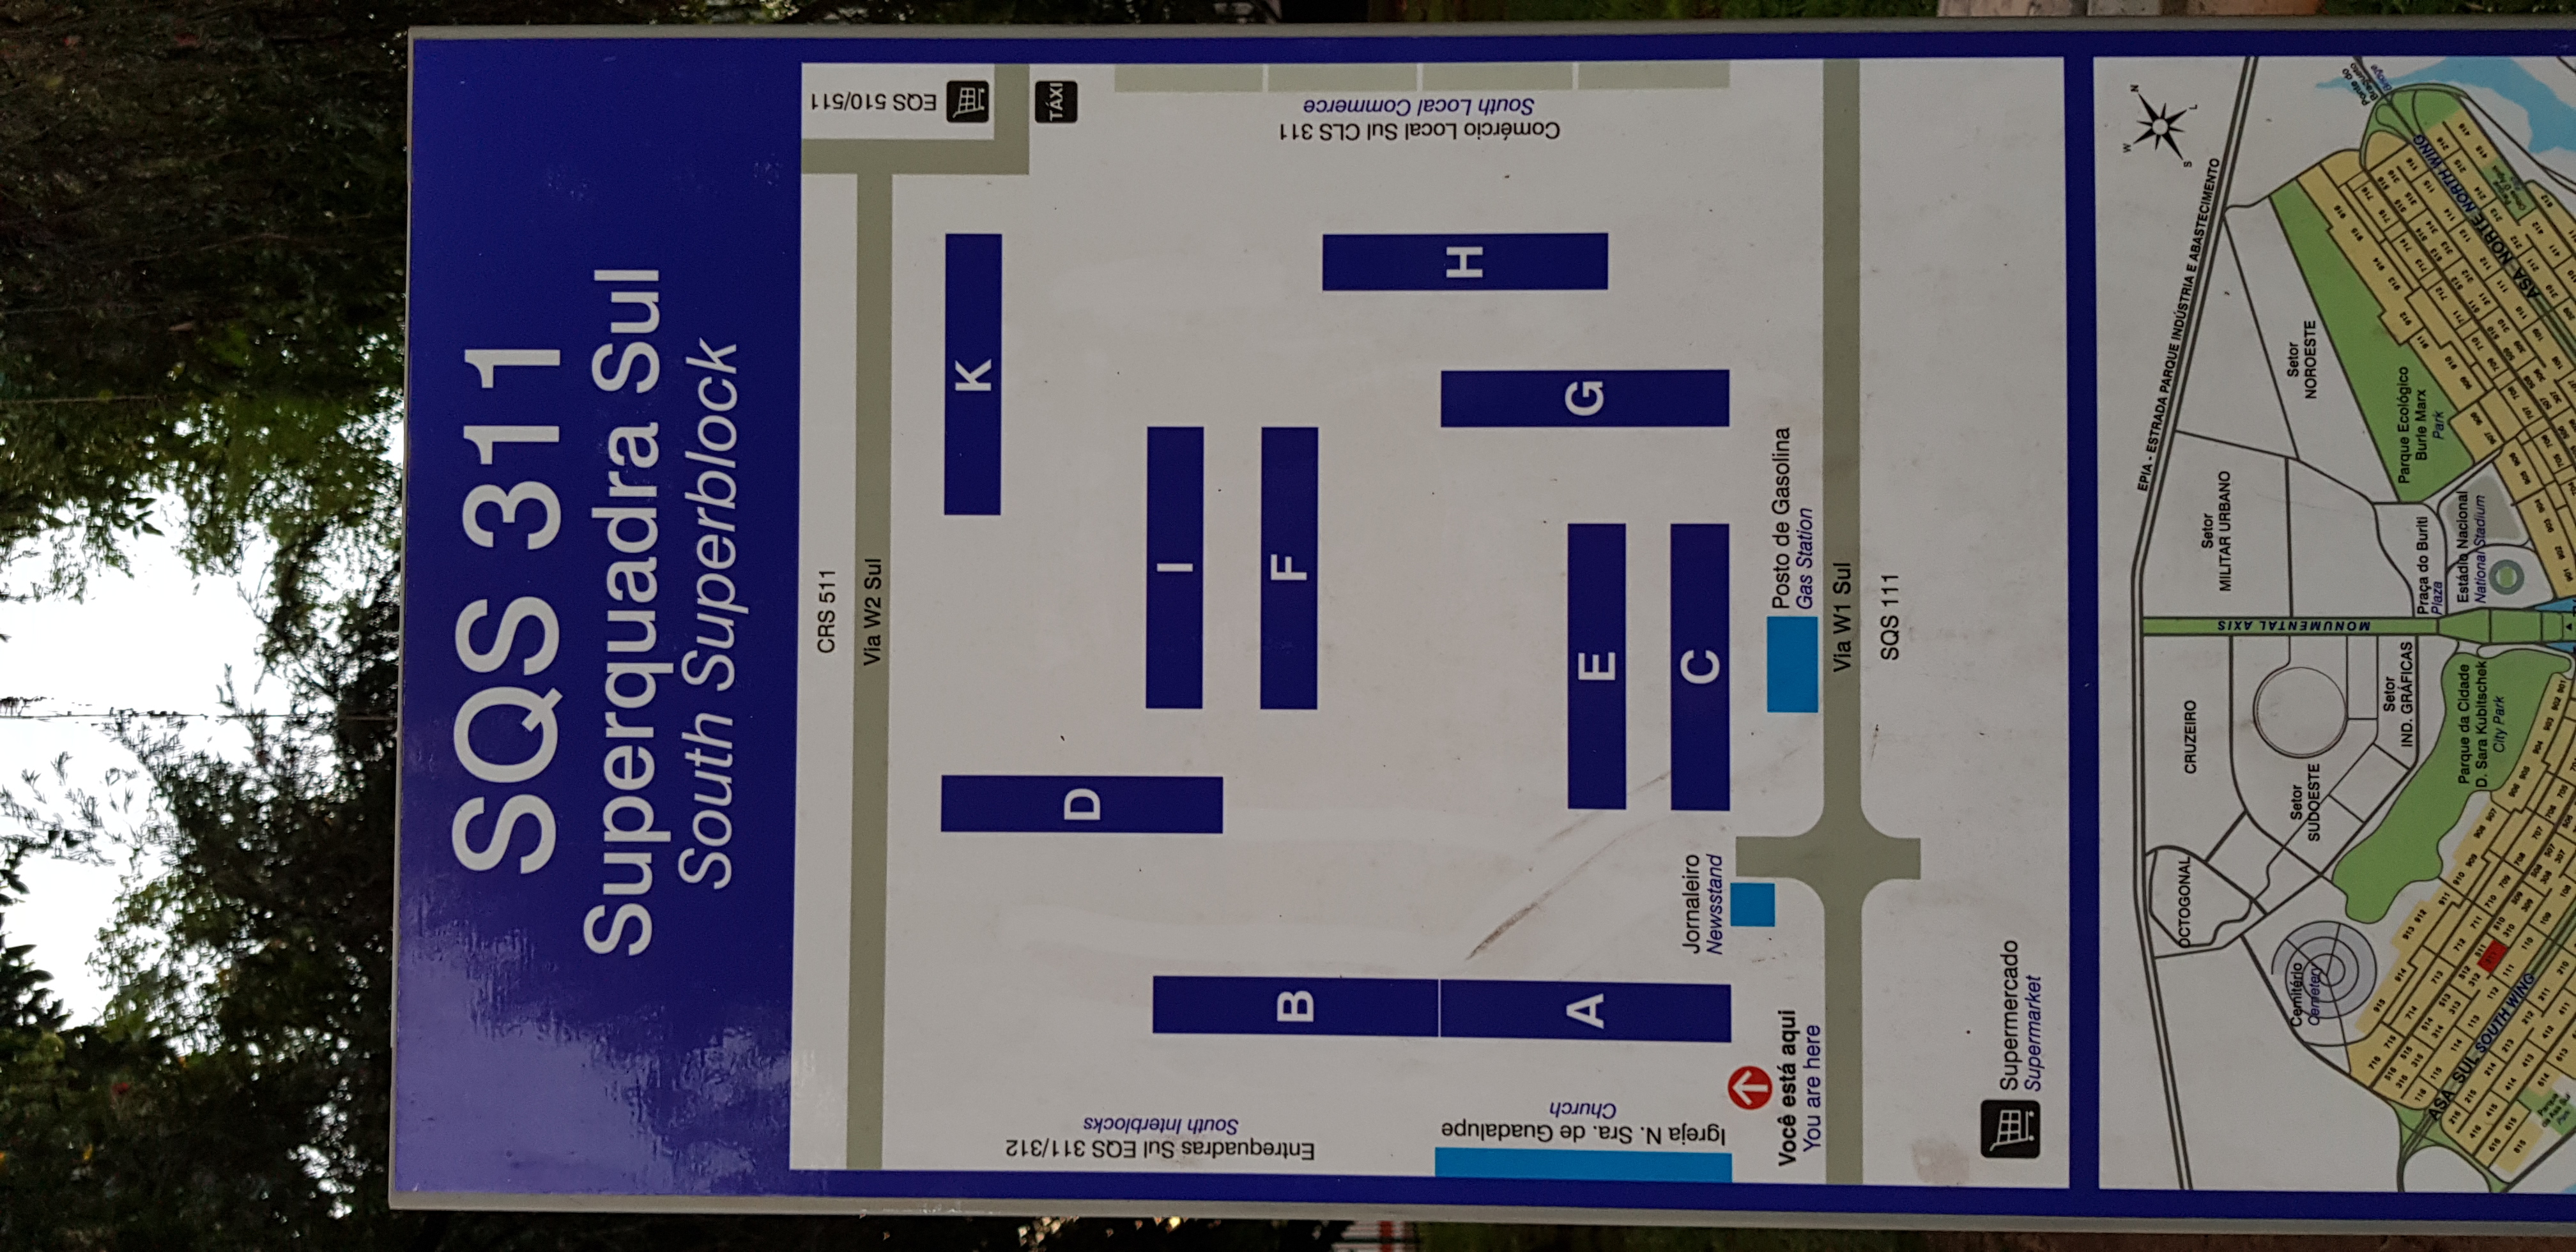 SQS 311
Superquadra Sul
South Superblock
CRS 511
Via W2 Sul
EQS 510/511
TÁXI
K
D
I
F
B
H
A
G
E
C
Entrequadras Sul EQS 311/312
South Interblocks
Comércio Local Sul CLS 311
South Local Commerce
Igreja N. Sra. de Guadalupe
Church
Jornaleiro
Newsstand
Você está aqui
You are here
Posto de Gasolina
Gas Station
Via W1 Sul
SQS 111
Supermercado
Supermarket
W
N
S
L
EPIA - ESTRADA PARQUE INDÚSTRIA E ABASTECIMENTO
OCTOGONAL
CRUZEIRO
Setor
MILITAR URBANO
MONUMENTAL AXIS
Cemitério
Cemetery
Setor
SUDOESTE
Setor
NOROESTE
Setor
IND. GRÁFICAS
Praça do Buriti
Plaza
Parque Ecológico
Burle Marx
Park
Ponte do
Bragueto
Bridge
Parque da Cidade
D. Sara Kubitschek
City Park
Estádio Nacional
National Stadium
ASA SUL SOUTH WING
ASA NORTE NORTH WING